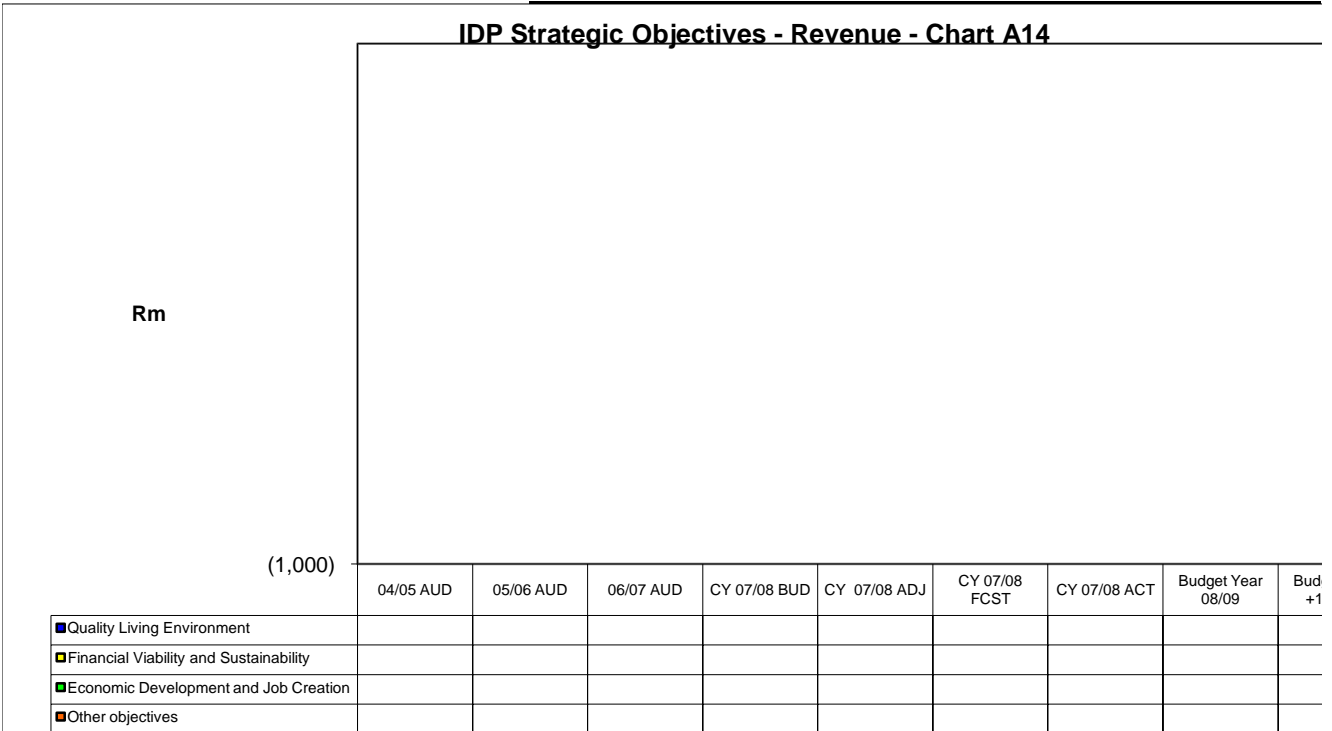 IDP Strategic Objectives - Revenue - Chart A14
Rm
(1,000)
04/05 AUD
05/06 AUD
06/07 AUD
CY 07/08 BUD
CY 07/08 ADJ
CY 07/08
FCST
CY 07/08 ACT
Budget Year
08/09
+1
Quality Living Environment
Financial Viability and Sustainability
Economic Development and Job Creation
Other objectives